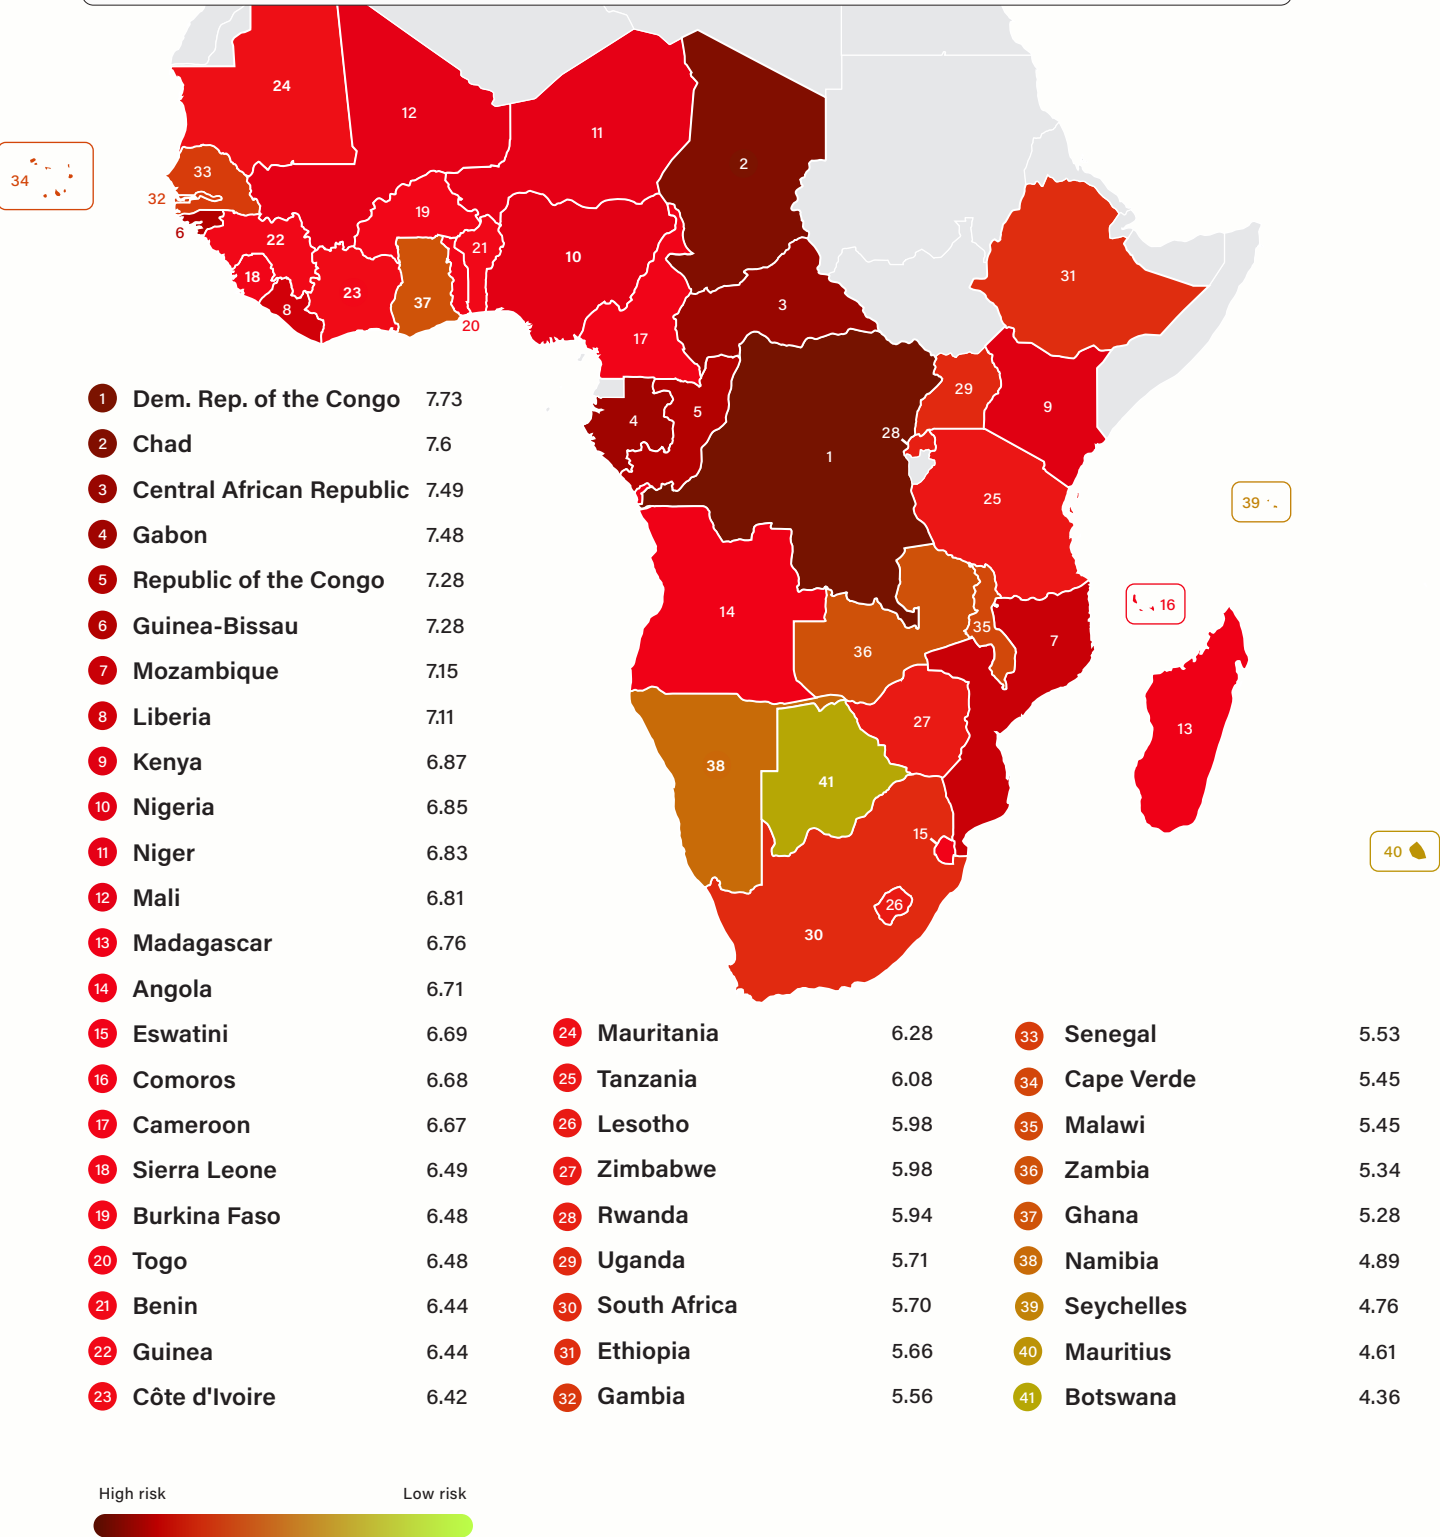 24
12
11
2
33
34
32
19
6
22
21
10
31
18
23
37
3
8
20
17
29
9
5
4
28
1
25
39
16
14
35
7
36
27
13
38
41
15
40
26
30
1 Dem. Rep. of the Congo 7.73
2 Chad 7.6
3 Central African Republic 7.49
4 Gabon 7.48
5 Republic of the Congo 7.28
6 Guinea-Bissau 7.28
7 Mozambique 7.15
8 Liberia 7.11
9 Kenya 6.87
10 Nigeria 6.85
11 Niger 6.83
12 Mali 6.81
13 Madagascar 6.76
14 Angola 6.71
15 Eswatini 6.69
16 Comoros 6.68
17 Cameroon 6.67
18 Sierra Leone 6.49
19 Burkina Faso 6.48
20 Togo 6.48
21 Benin 6.44
22 Guinea 6.44
23 Côte d'Ivoire 6.42
24 Mauritania 6.28
25 Tanzania 6.08
26 Lesotho 5.98
27 Zimbabwe 5.98
28 Rwanda 5.94
29 Uganda 5.71
30 South Africa 5.70
31 Ethiopia 5.66
32 Gambia 5.56
33 Senegal 5.53
34 Cape Verde 5.45
35 Malawi 5.45
36 Zambia 5.34
37 Ghana 5.28
38 Namibia 4.89
39 Seychelles 4.76
40 Mauritius 4.61
41 Botswana 4.36
High risk Low risk